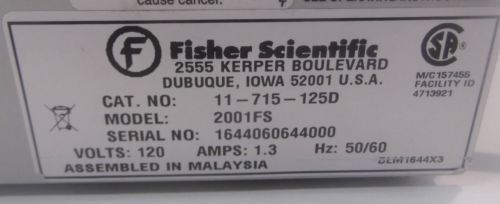 cause cancer.
Fisher Scientific
2555 KERPER BOULEVARD
DUBUQUE, IOWA 52001 U.S.A.
M/C157455
FACILITY ID
4713921
CAT. NO: 11-715-125D
MODEL: 2001FS
SERIAL NO: 1644060644000
VOLTS: 120 AMPS: 1.3 Hz: 50/60
ASSEMBLED IN MALAYSIA